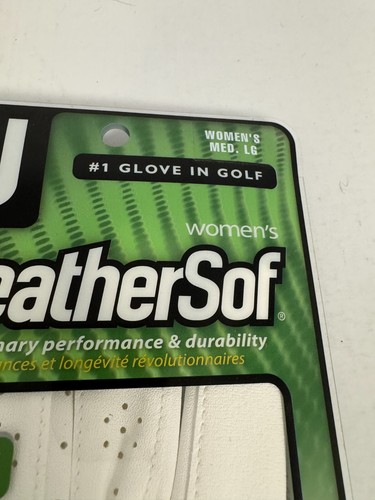 WOMEN'S
MED. LG
#1 GLOVE IN GOLF
women's
eatherSof®
nary performance & durability
nces et longévité révolutionnaires